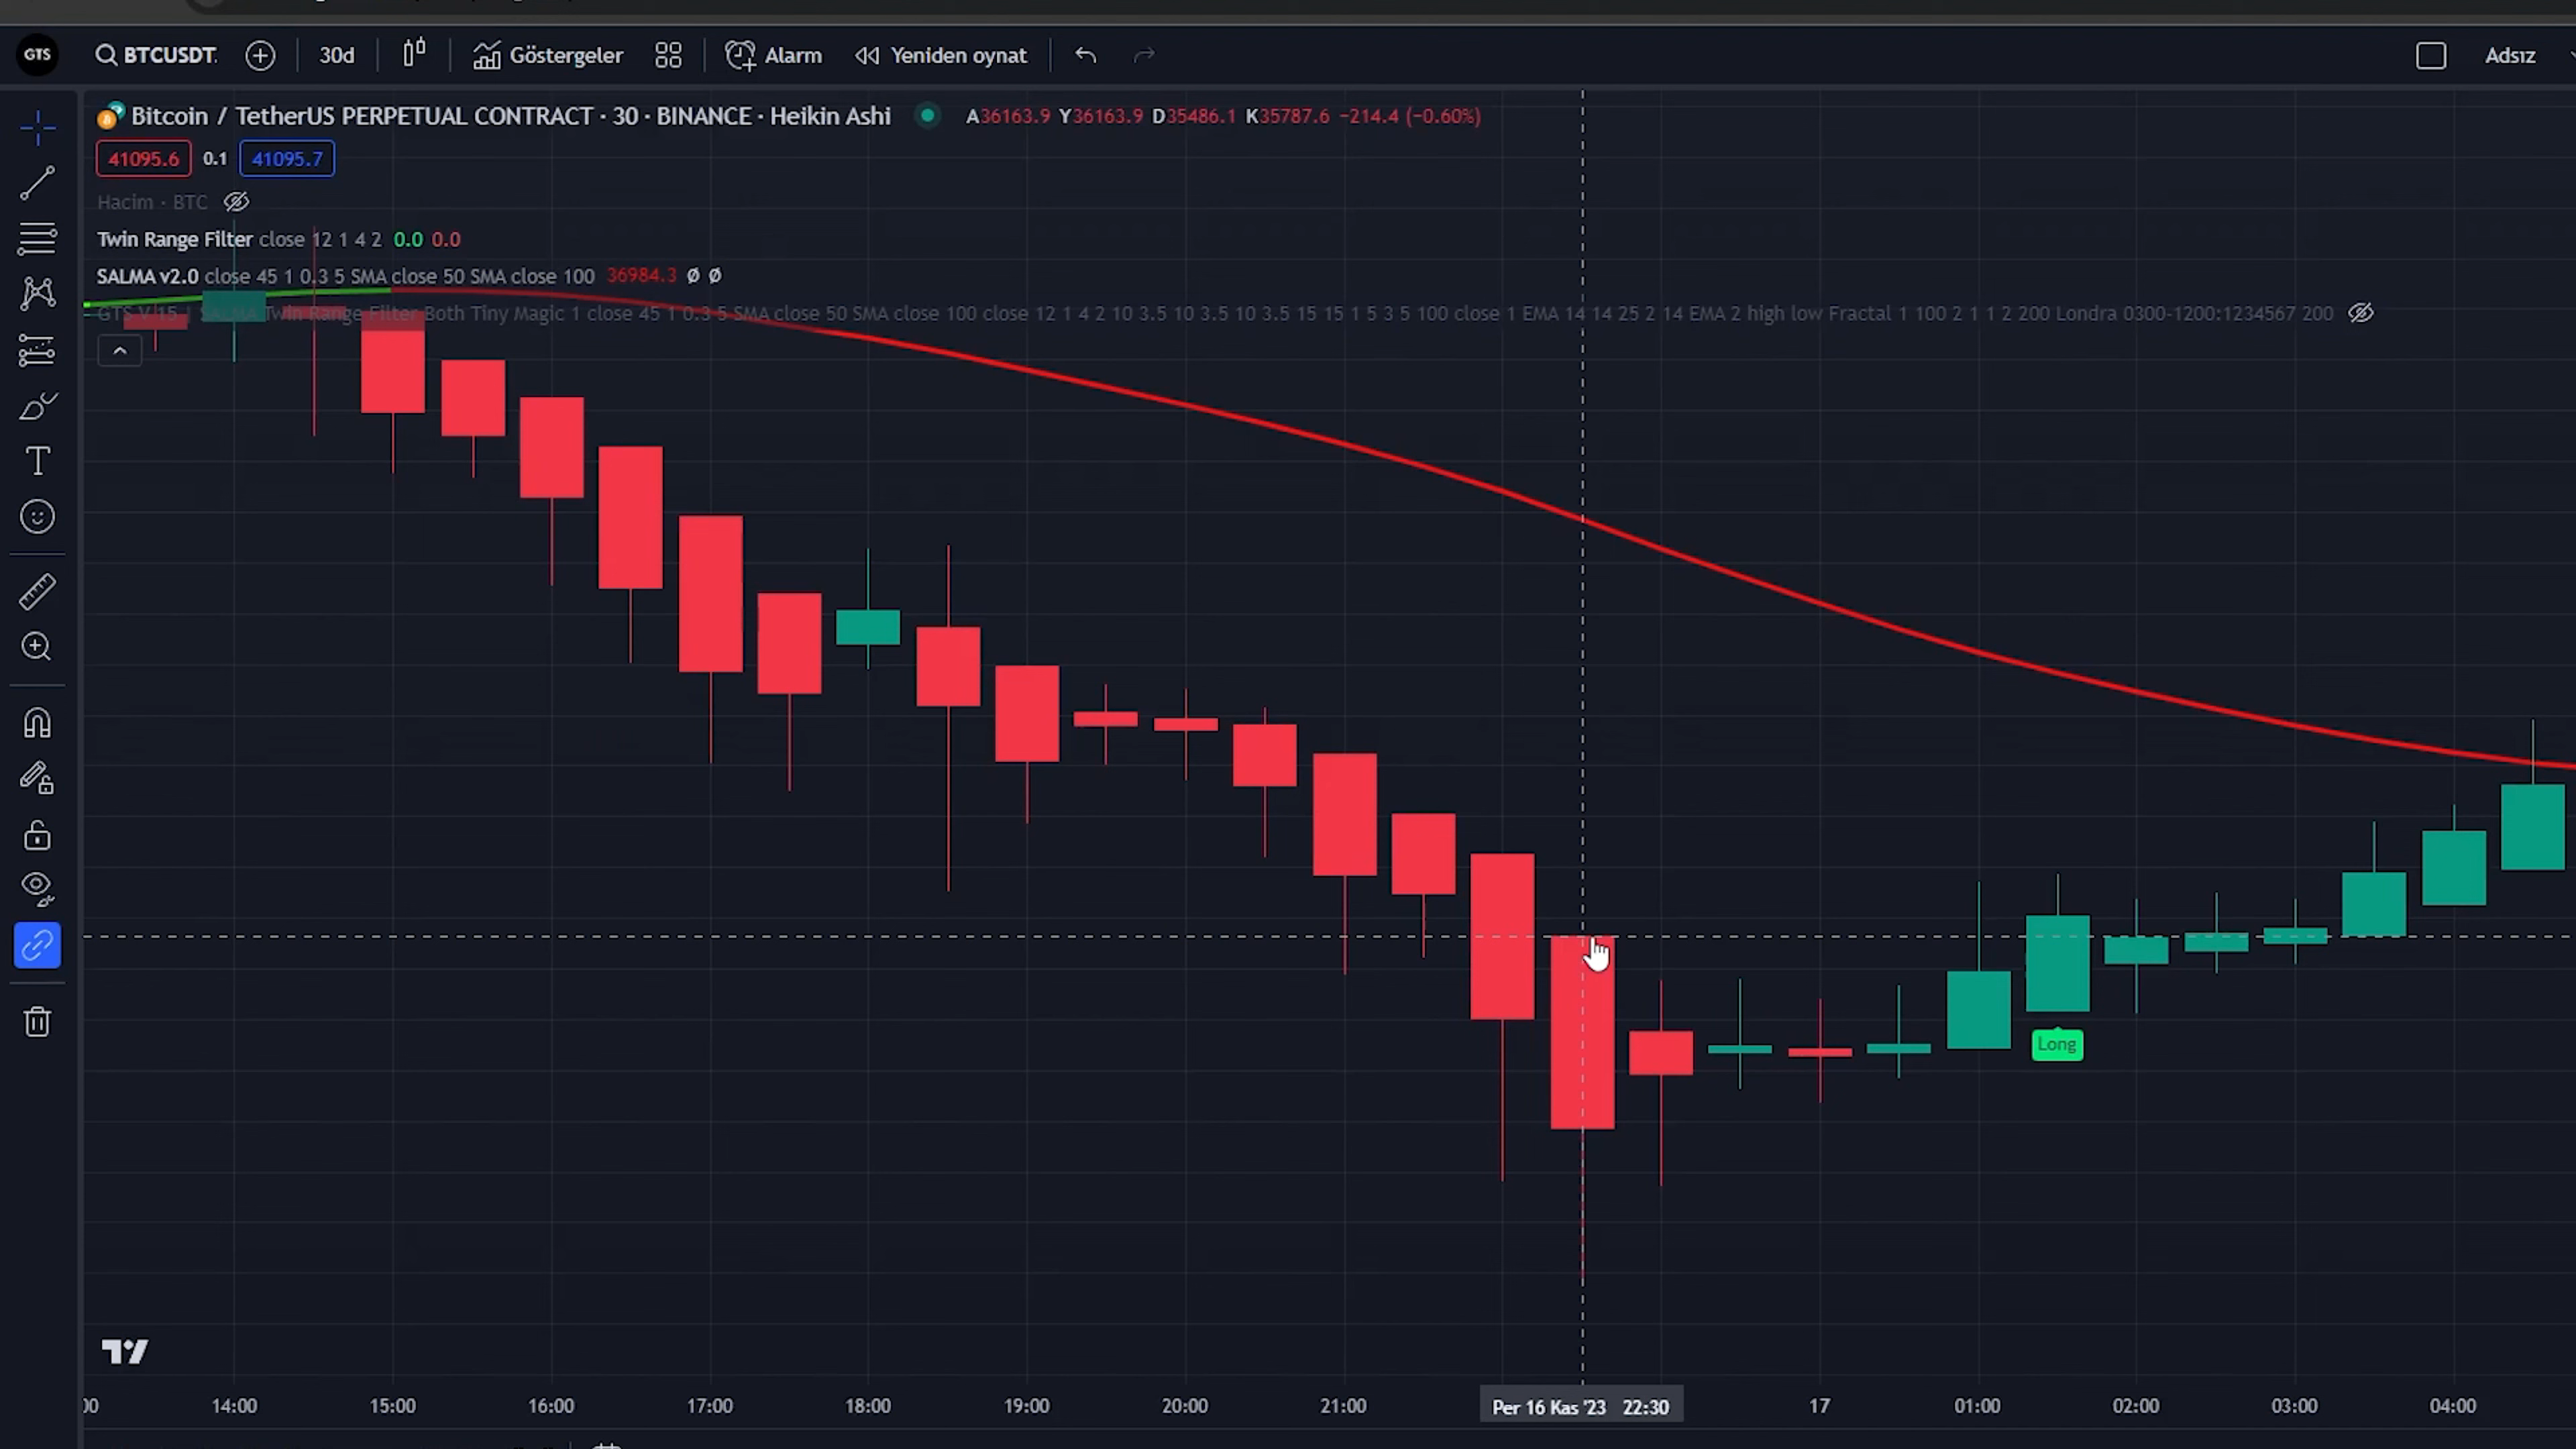 GTS BTCUSDT. 30d Göstergeler Alarm Yeniden oynat Adsız
Bitcoin / TetherUS PERPETUAL CONTRACT · 30 · BINANCE · Heikin Ashi A36163.9 Y36163.9 D35486.1 K35787.6 −214.4 (−0.60%)
41095.6 0.1 41095.7
Hacim · BTC
Twin Range Filter close 12 1 4 2 0.0 0.0
SALMA v2.0 close 45 1 0.3 5 SMA close 50 SMA close 100 36984.3 Ø Ø
GTS V 15 | SALMA Twin Range Filter Both Tiny Magic 1 close 45 1 0.3 5 SMA close 50 SMA close 100 close 12 1 4 2 10 3.5 10 3.5 10 3.5 15 15 1 5 3 5 100 close 1 EMA 14 14 25 2 14 EMA 2 high low Fractal 1 100 2 1 1 2 200 Londra 0300-1200:1234567 200
Long
14:00 15:00 16:00 17:00 18:00 19:00 20:00 21:00 Per 16 Kas '23 22:30 17 01:00 02:00 03:00 04:00